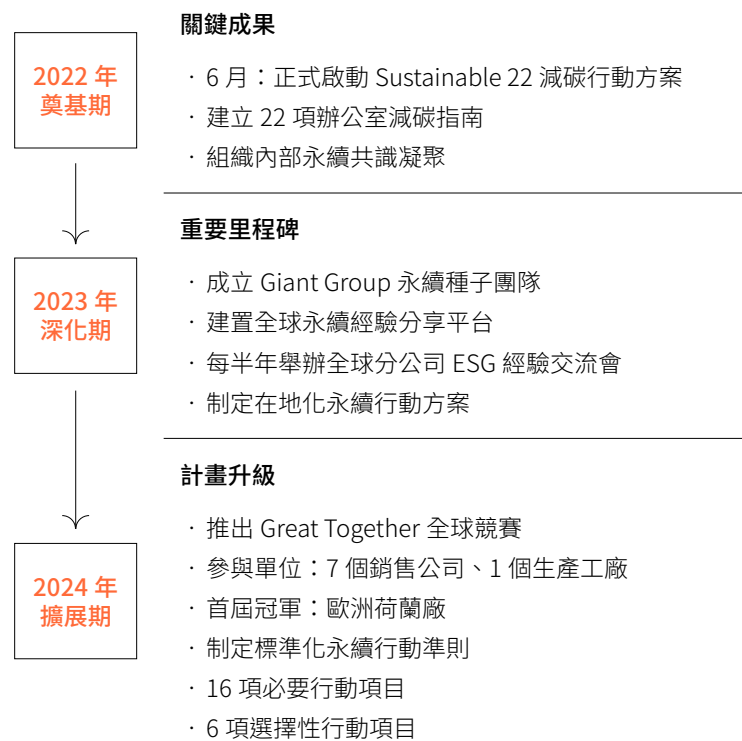 關鍵成果
2022 年
奠基期
· 6 月：正式啟動 Sustainable 22 減碳行動方案
· 建立 22 項辦公室減碳指南
· 組織內部永續共識凝聚
重要里程碑
2023 年
深化期
· 成立 Giant Group 永續種子團隊
· 建置全球永續經驗分享平台
· 每半年舉辦全球分公司 ESG 經驗交流會
· 制定在地化永續行動方案
計畫升級
2024 年
擴展期
· 推出 Great Together 全球競賽
· 參與單位：7 個銷售公司、1 個生產工廠
· 首屆冠軍：歐洲荷蘭廠
· 制定標準化永續行動準則
· 16 項必要行動項目
· 6 項選擇性行動項目